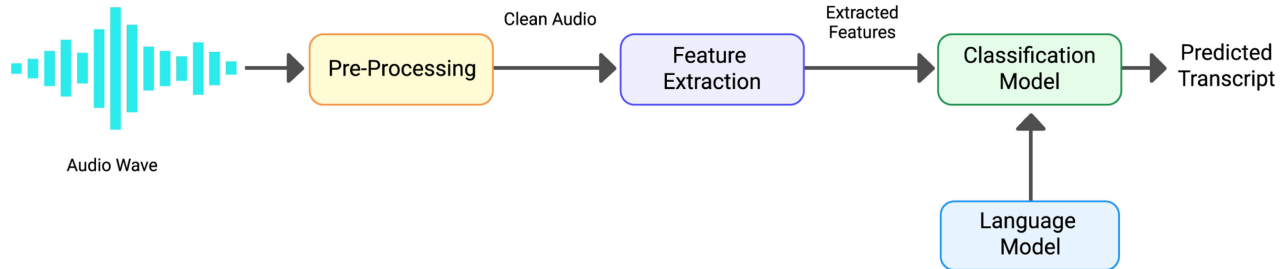 Audio Wave
Pre-Processing
Clean Audio
Feature
Extraction
Extracted
Features
Classification
Model
Predicted
Transcript
Language
Model